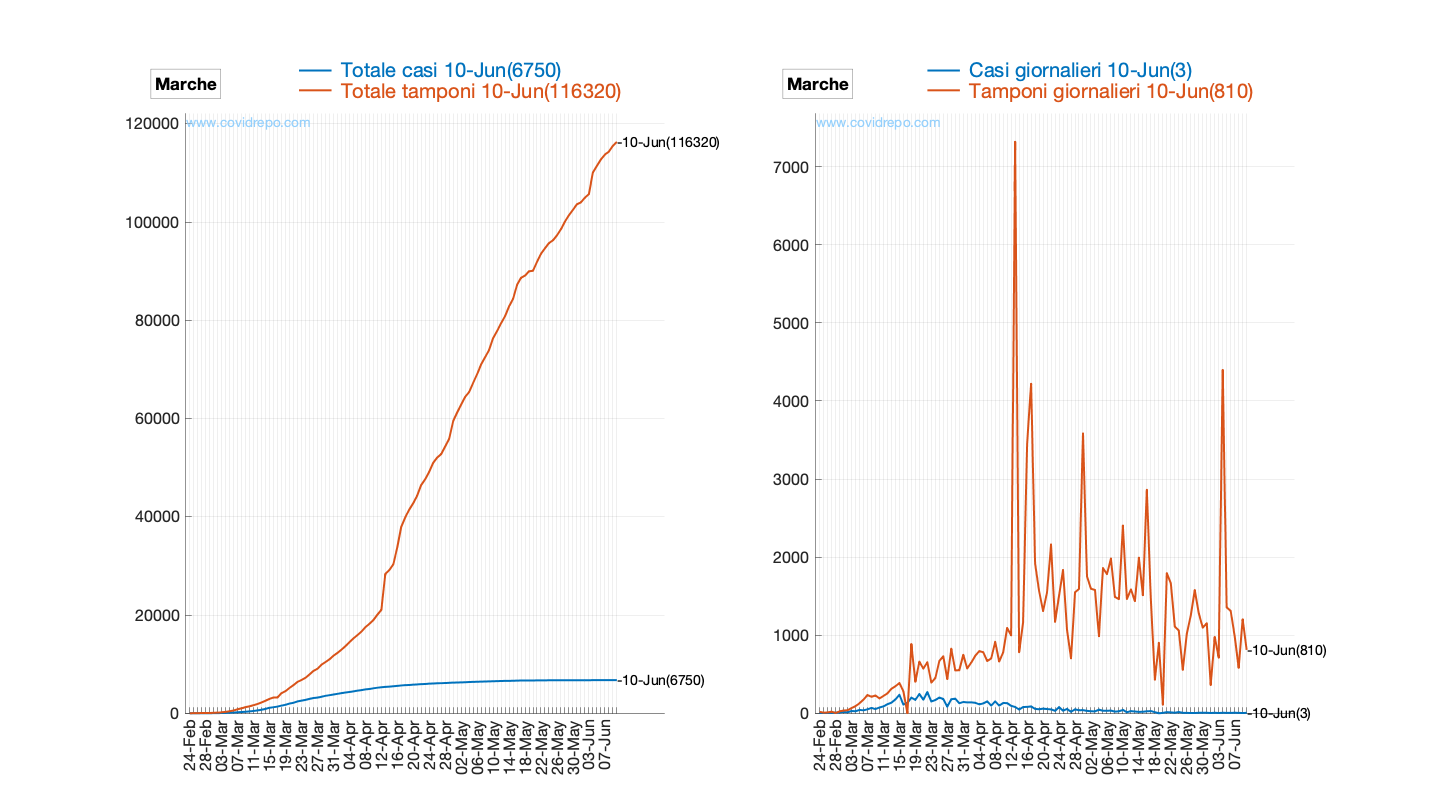 Marche
Totale casi 10-Jun(6750)
Totale tamponi 10-Jun(116320)
www.covidrepo.com
120000
100000
80000
60000
40000
20000
0
-10-Jun(116320)
-10-Jun(6750)
24-Feb
28-Feb
03-Mar
07-Mar
11-Mar
15-Mar
19-Mar
23-Mar
27-Mar
31-Mar
04-Apr
08-Apr
12-Apr
16-Apr
20-Apr
24-Apr
28-Apr
02-May
06-May
10-May
14-May
18-May
22-May
26-May
30-May
03-Jun
07-Jun
Marche
Casi giornalieri 10-Jun(3)
Tamponi giornalieri 10-Jun(810)
www.covidrepo.com
7000
6000
5000
4000
3000
2000
1000
0
-10-Jun(810)
-10-Jun(3)
24-Feb
28-Feb
03-Mar
07-Mar
11-Mar
15-Mar
19-Mar
23-Mar
27-Mar
31-Mar
04-Apr
08-Apr
12-Apr
16-Apr
20-Apr
24-Apr
28-Apr
02-May
06-May
10-May
14-May
18-May
22-May
26-May
30-May
03-Jun
07-Jun